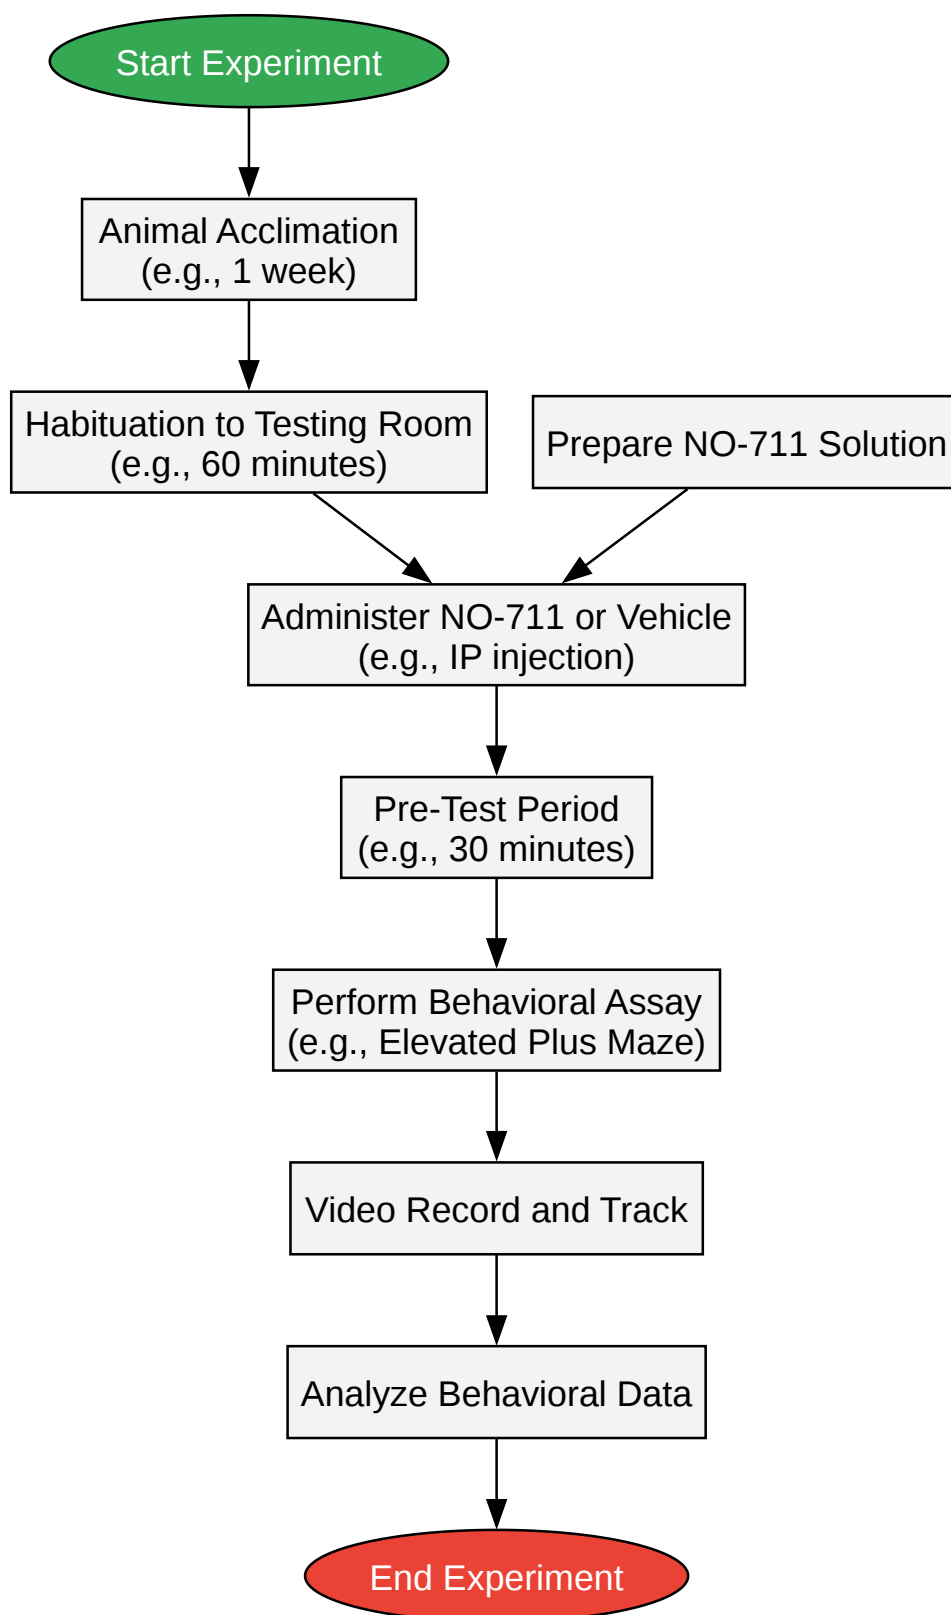 Start Experiment
Animal Acclimation
(e.g., 1 week)
Habituation to Testing Room
(e.g., 60 minutes)
Prepare NO-711 Solution
Administer NO-711 or Vehicle
(e.g., IP injection)
Pre-Test Period
(e.g., 30 minutes)
Perform Behavioral Assay
(e.g., Elevated Plus Maze)
Video Record and Track
Analyze Behavioral Data
End Experiment